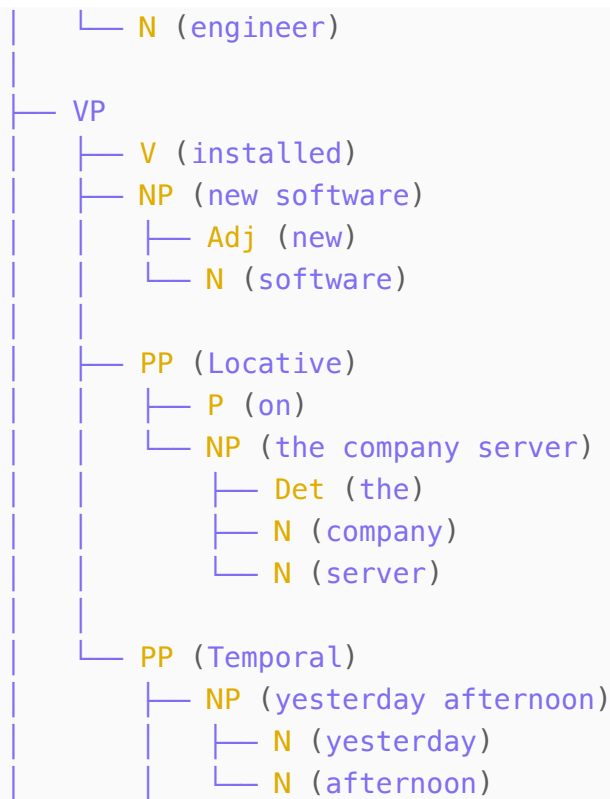 │   └── N (engineer)
│
├── VP
│   ├── V (installed)
│   ├── NP (new software)
│   │   ├── Adj (new)
│   │   └── N (software)
│   │
│   ├── PP (Locative)
│   │   ├── P (on)
│   │   └── NP (the company server)
│   │       ├── Det (the)
│   │       ├── N (company)
│   │       └── N (server)
│   │
│   └── PP (Temporal)
│       ├── NP (yesterday afternoon)
│       │   ├── N (yesterday)
│       │   └── N (afternoon)